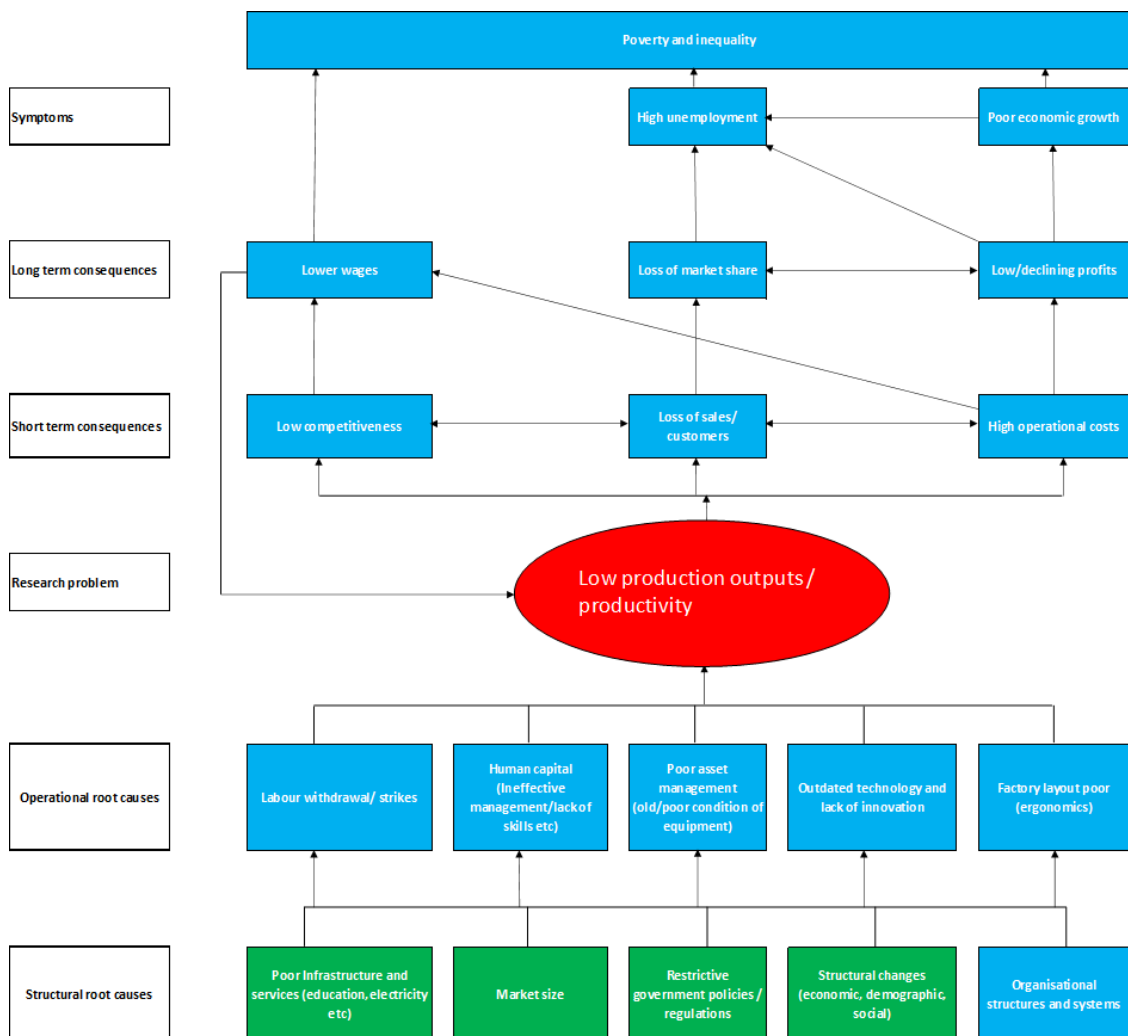 Poverty and inequality
Symptoms
High unemployment
Poor economic growth
Long term consequences
Lower wages
Loss of market share
Low/declining profits
Short term consequences
Low competitiveness
Loss of sales/
customers
High operational costs
Research problem
Low production outputs/
productivity
Operational root causes
Labour withdrawal/ strikes
Human capital
(Ineffective
management/lack of
skills etc)
Poor asset
management
(old/poor condition of
equipment)
Outdated technology and
lack of innovation
Factory layout poor
(ergonomics)
Structural root causes
Poor Infrastructure and
services (education, electricity
etc)
Market size
Restrictive
government policies /
regulations
Structural changes
(economic, demographic,
social)
Organisational
structures and systems